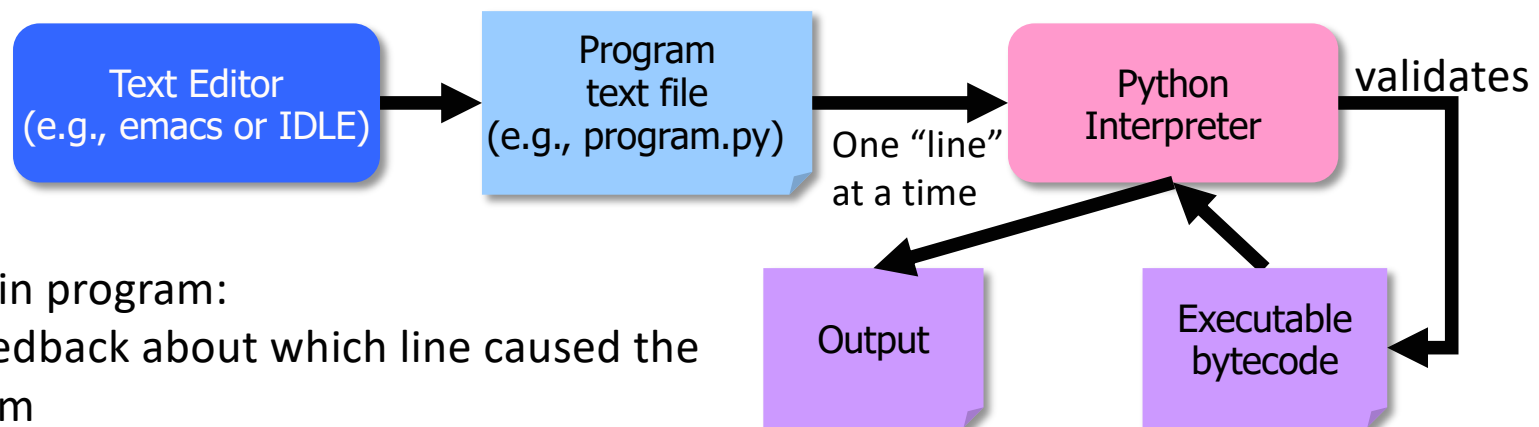 Text Editor
(e.g., emacs or IDLE)
Program
text file
(e.g., program.py)
One “line”
at a time
Python
Interpreter
validates
in program:
edback about which line caused the
m
Output
Executable
bytecode